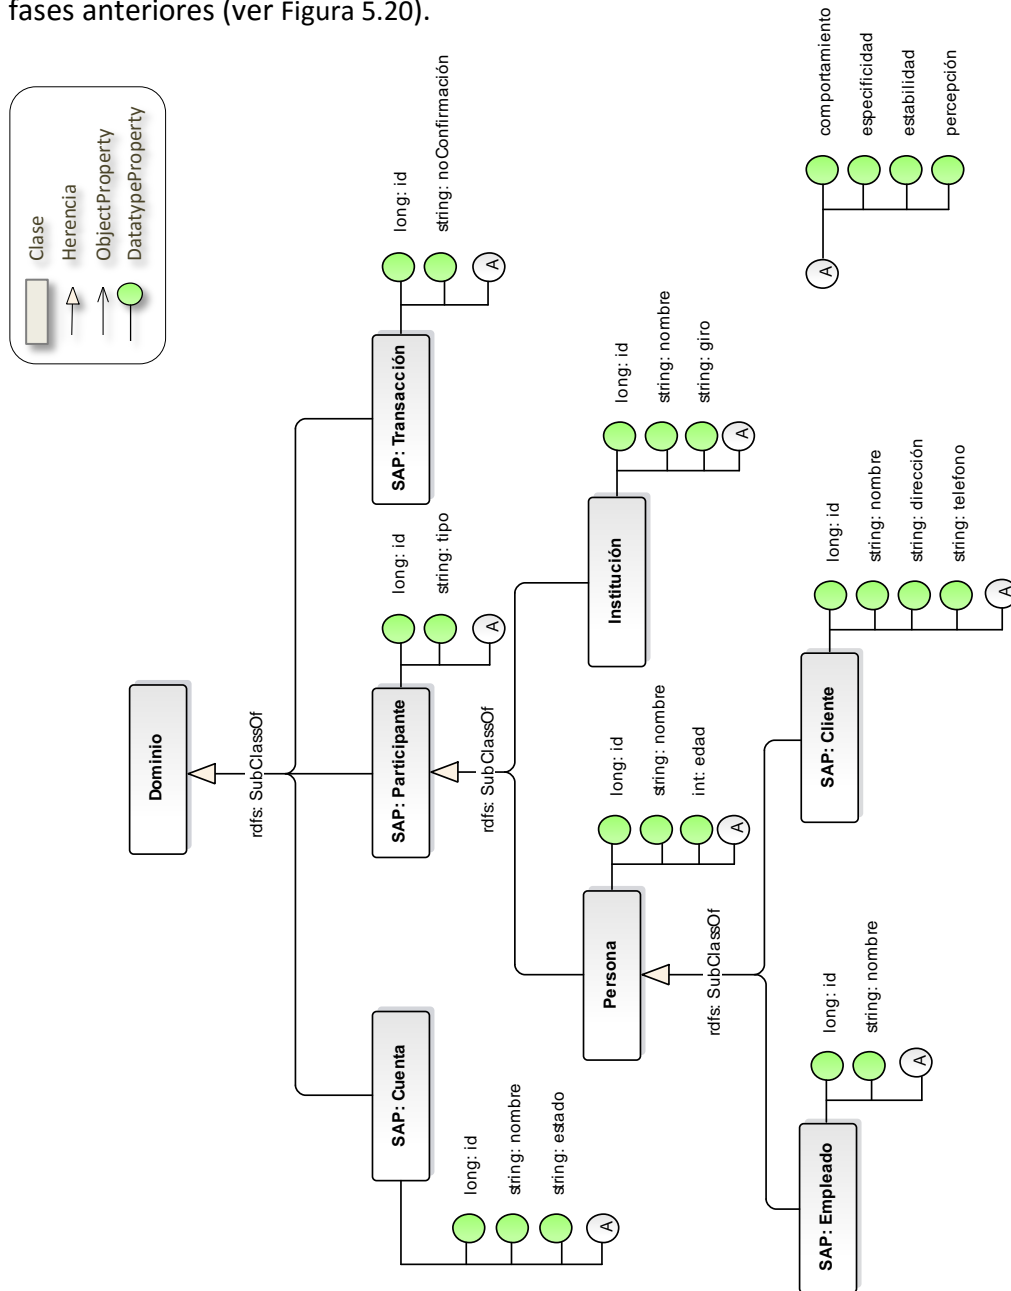 fases anteriores (ver Figura 5.20).
Clase
Herencia
ObjectProperty
DatatypeProperty
Dominio
rdfs: SubClassOf
SAP: Cuenta
long: id
string: nombre
string: estado
A
SAP: Participante
long: id
string: tipo
A
SAP: Transacción
long: id
string: noConfirmación
A
rdfs: SubClassOf
Persona
long: id
string: nombre
int: edad
A
Institución
long: id
string: nombre
string: giro
A
rdfs: SubClassOf
SAP: Empleado
long: id
string: nombre
A
SAP: Cliente
long: id
string: nombre
string: dirección
string: telefono
A
A
comportamiento
especificidad
estabilidad
percepción